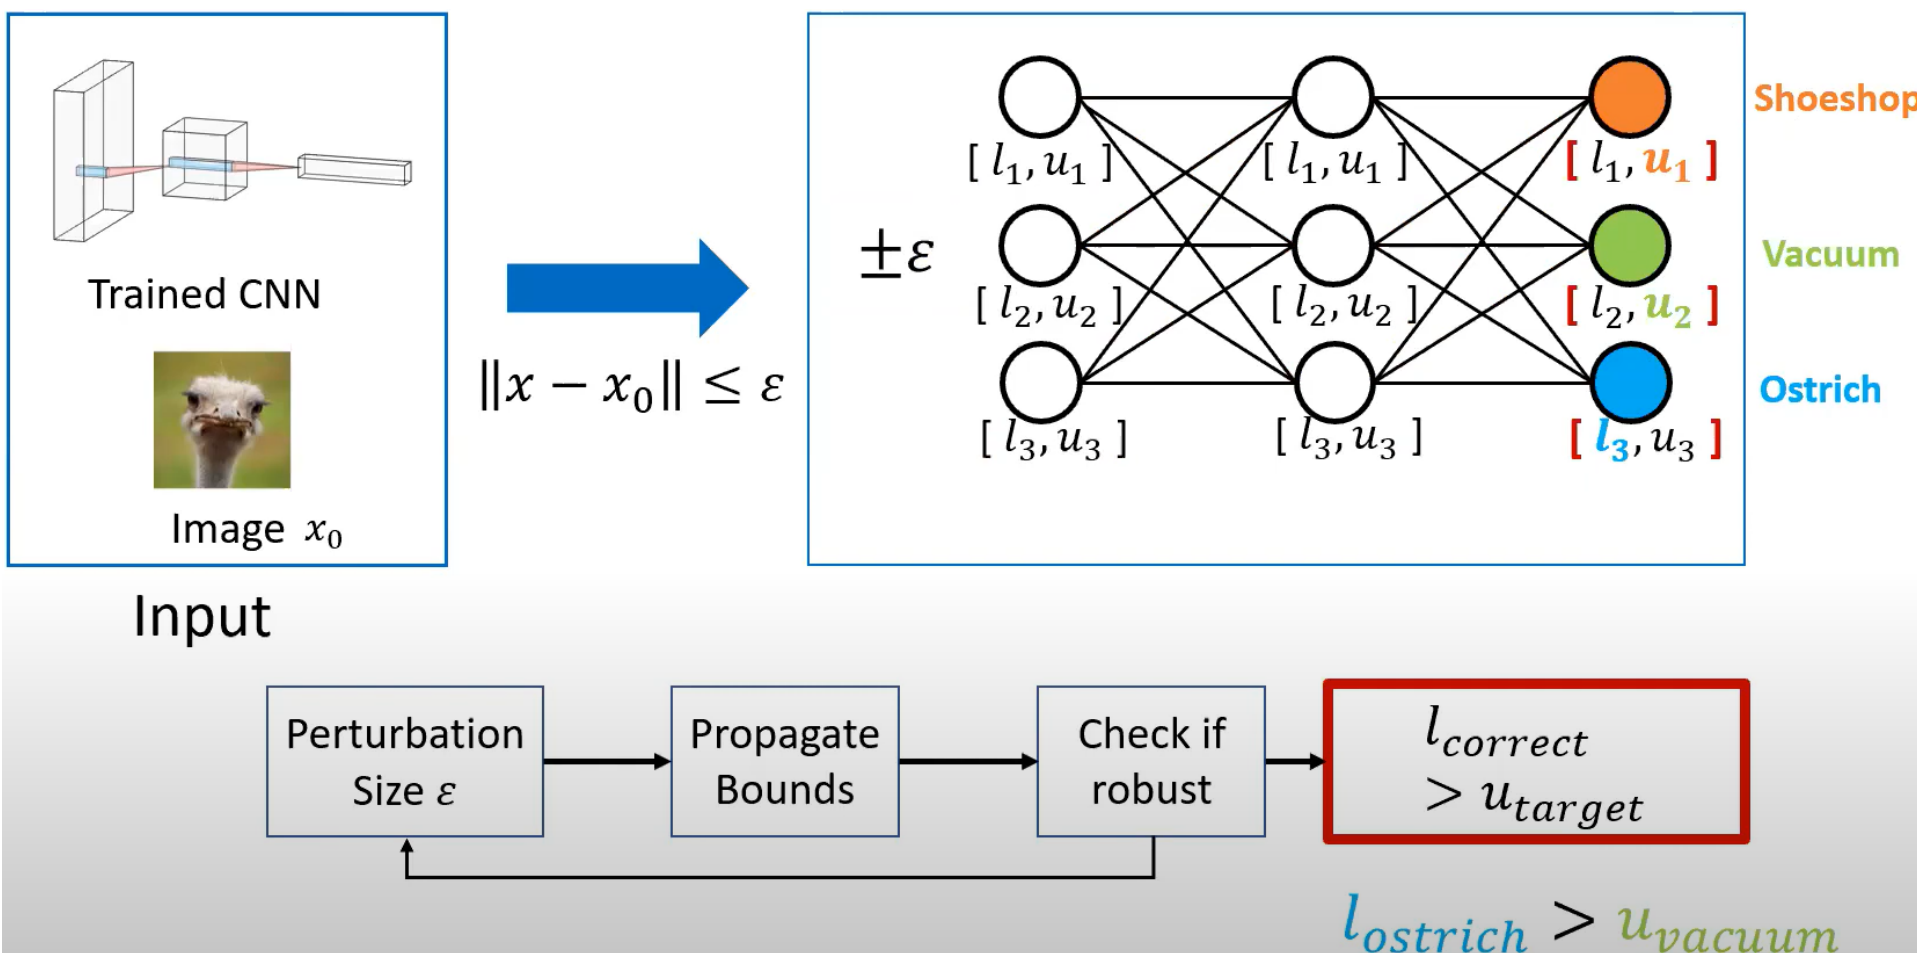 Trained CNN
Image x₀
Input
‖x − x₀‖ ≤ ε
±ε
[ l₁, u₁ ] [ l₁, u₁ ] [ l₁, u₁ ] Shoeshop
[ l₂, u₂ ] [ l₂, u₂ ] [ l₂, u₂ ] Vacuum
[ l₃, u₃ ] [ l₃, u₃ ] [ l₃, u₃ ] Ostrich
Perturbation
Size ε
Propagate
Bounds
Check if
robust
l_correct
> u_target
l_ostrich > u_vacuum